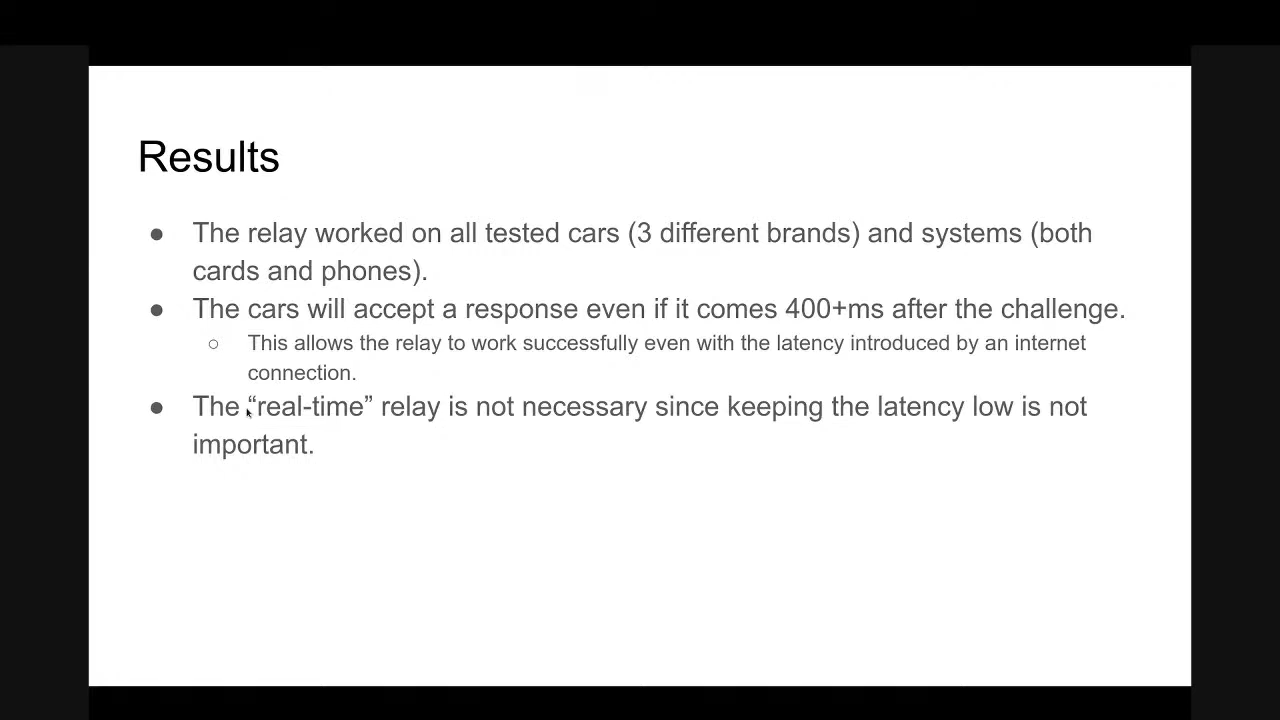 Results
● The relay worked on all tested cars (3 different brands) and systems (both
cards and phones).
● The cars will accept a response even if it comes 400+ms after the challenge.
○ This allows the relay to work successfully even with the latency introduced by an internet
connection.
● The “real-time” relay is not necessary since keeping the latency low is not
important.